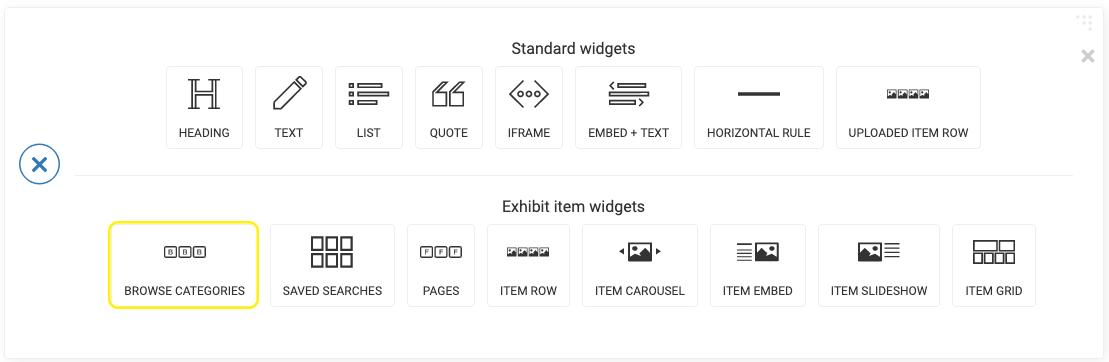 Standard widgets
HEADING
TEXT
LIST
QUOTE
IFRAME
EMBED + TEXT
HORIZONTAL RULE
UPLOADED ITEM ROW
Exhibit item widgets
B B B
F F F
BROWSE CATEGORIES
SAVED SEARCHES
PAGES
ITEM ROW
ITEM CAROUSEL
ITEM EMBED
ITEM SLIDESHOW
ITEM GRID